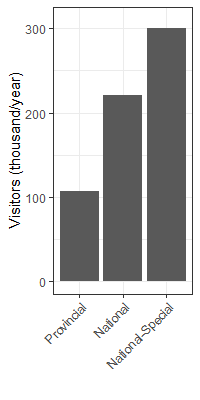 Visitors (thousand/year)
300
200
100
0
Provincial
National
National-Special